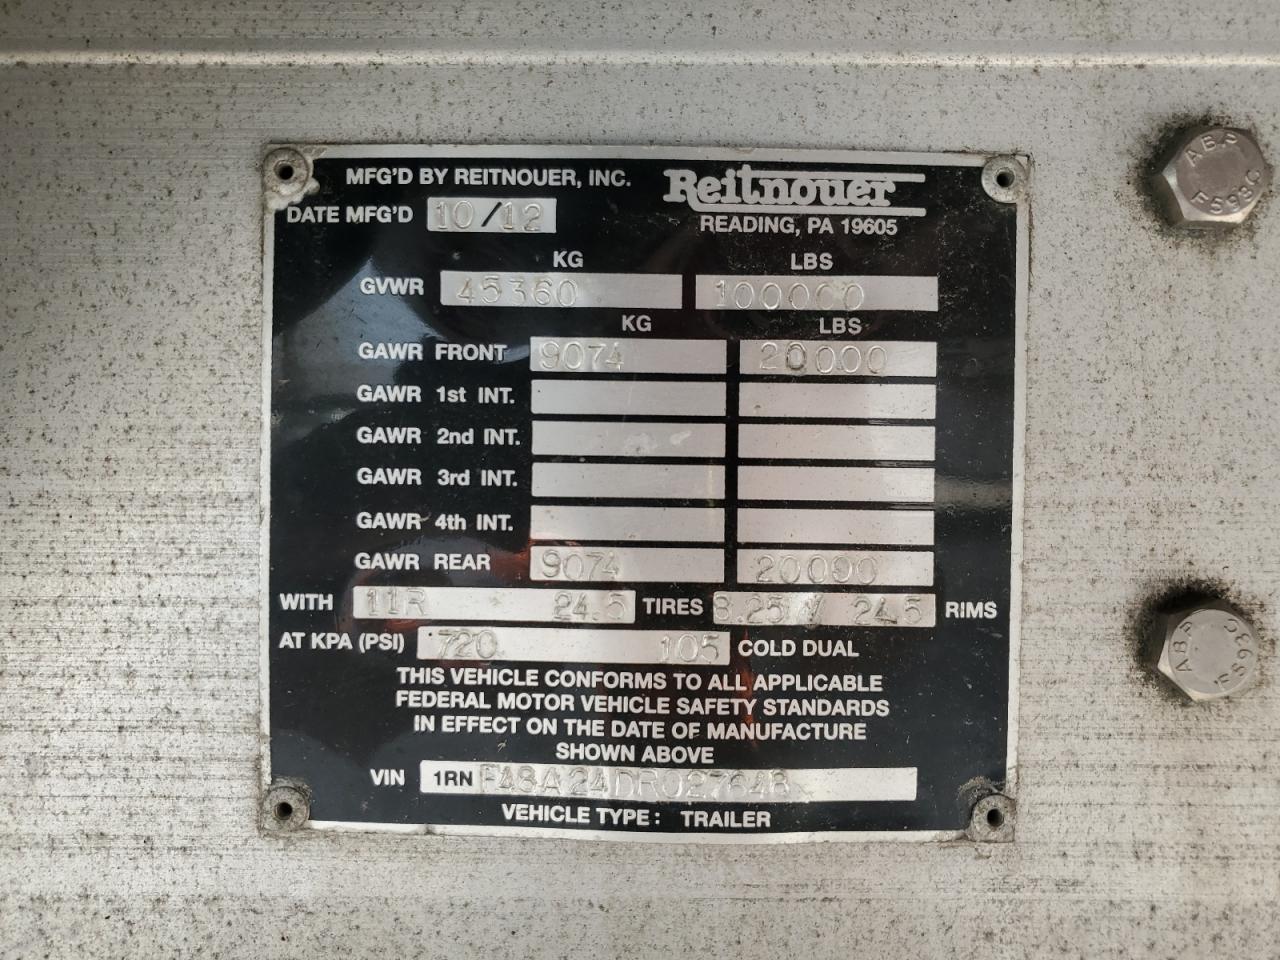 MFG'D BY REITNOUER, INC. Reitnouer
DATE MFG'D 10/12 READING, PA 19605
KG LBS
GVWR 45360 100000
KG LBS
GAWR FRONT 9074 20000
GAWR 1st INT.
GAWR 2nd INT.
GAWR 3rd INT.
GAWR 4th INT.
GAWR REAR 9074 20000
WITH 11R 24.5 TIRES 8.25 / 24.5 RIMS
AT KPA (PSI) 720 105 COLD DUAL
THIS VEHICLE CONFORMS TO ALL APPLICABLE
FEDERAL MOTOR VEHICLE SAFETY STANDARDS
IN EFFECT ON THE DATE OF MANUFACTURE
SHOWN ABOVE
VIN 1RN F48A24DR027648
VEHICLE TYPE: TRAILER
A.B.P.
F593C